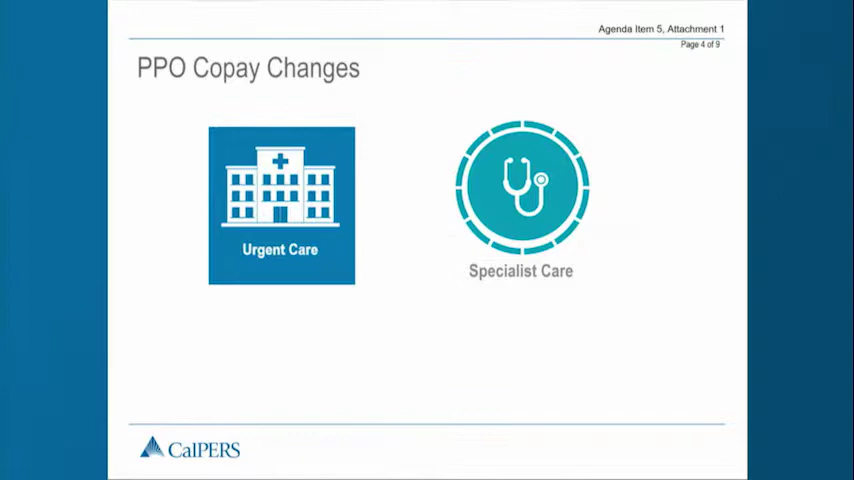 Agenda Item 5, Attachment 1
Page 4 of 9
PPO Copay Changes
Urgent Care
Specialist Care
CalPERS